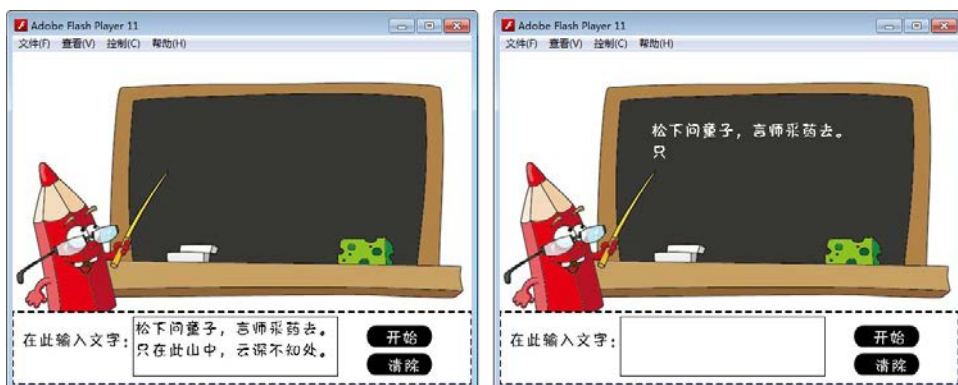 Adobe Flash Player 11
文件(F) 查看(V) 控制(C) 帮助(H)
在此输入文字:
松下问童子，言师采药去。
只在此山中，云深不知处。
开始
清除
Adobe Flash Player 11
文件(F) 查看(V) 控制(C) 帮助(H)
松下问童子，言师采药去。
只
在此输入文字:
开始
清除